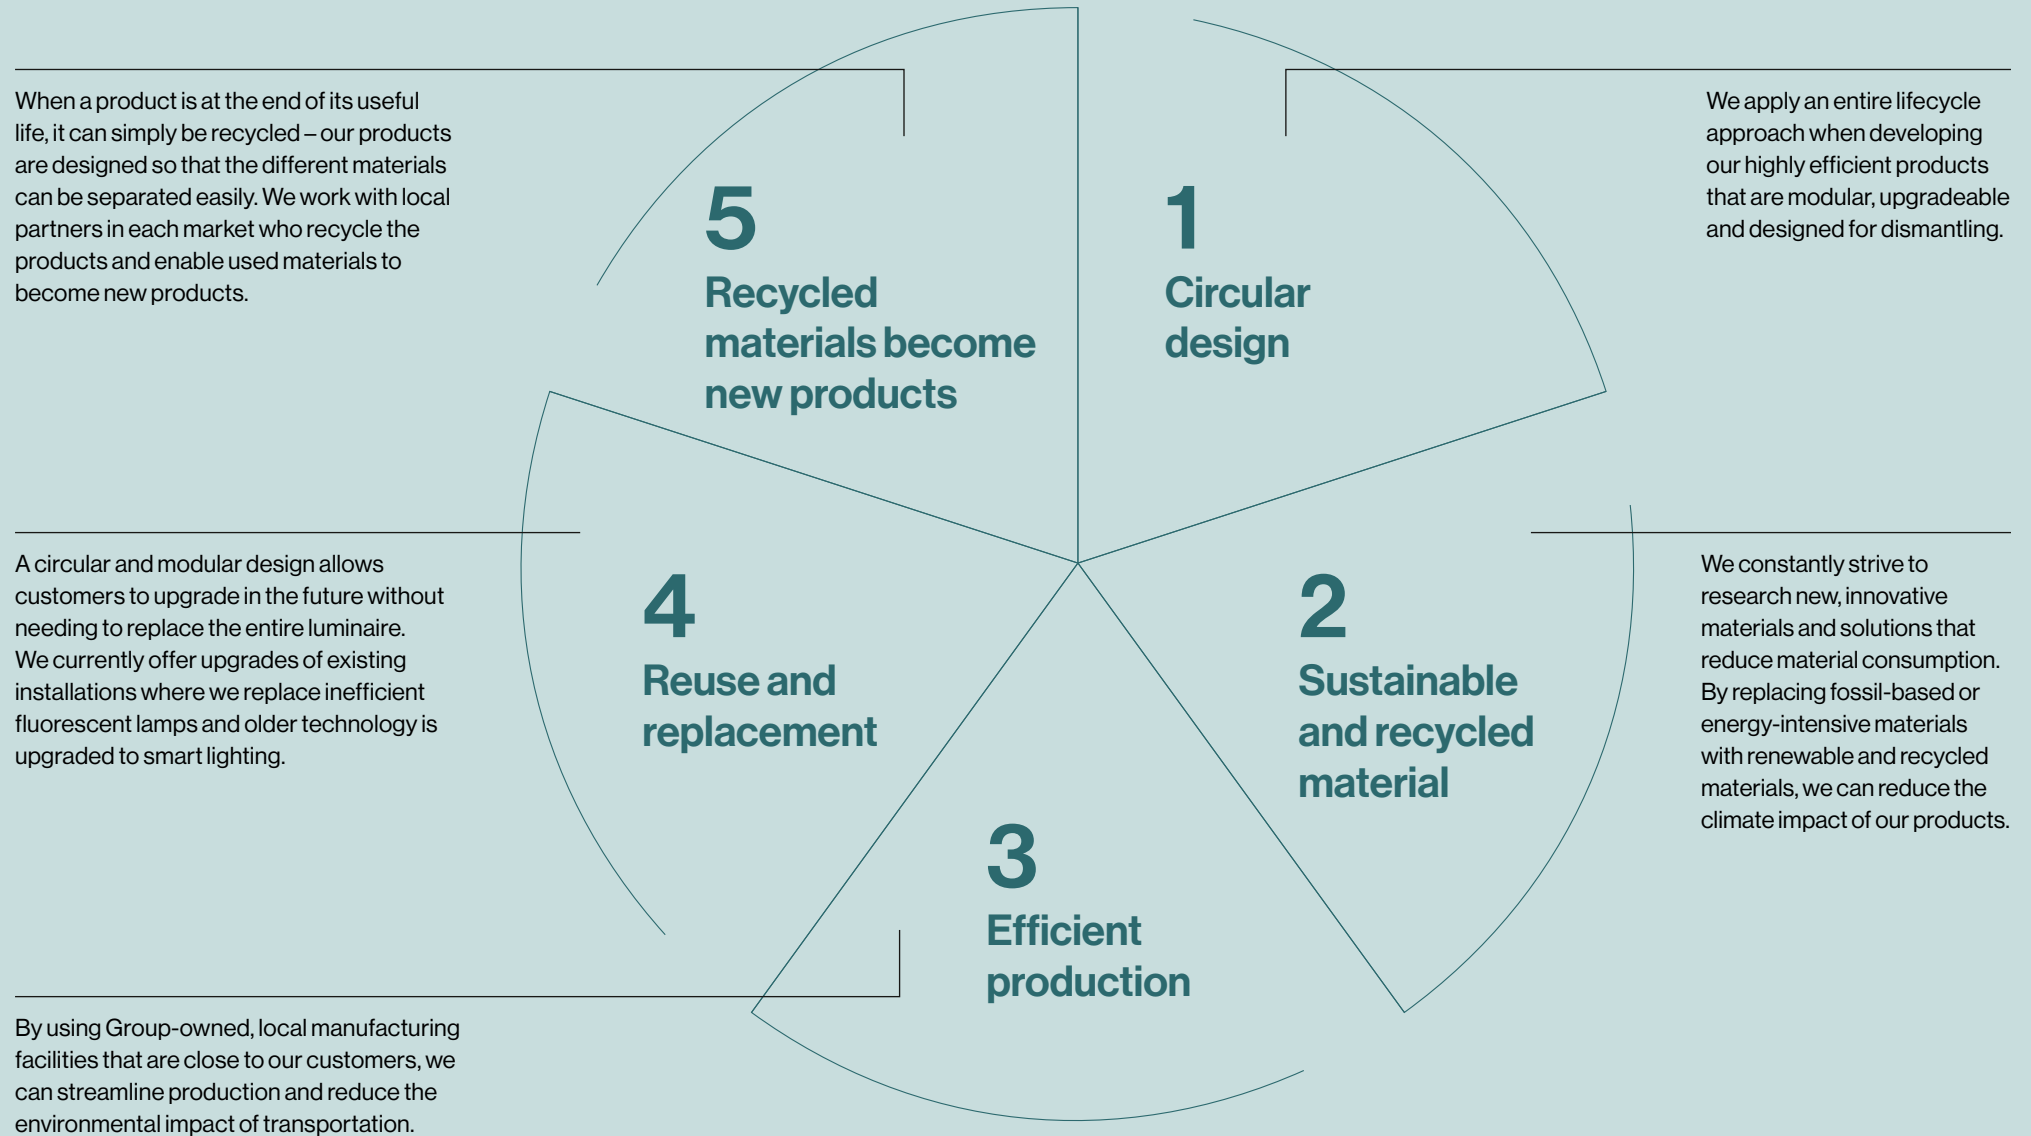 1
Circular
design
We apply an entire lifecycle
approach when developing
our highly efficient products
that are modular, upgradeable
and designed for dismantling.
2
Sustainable
and recycled
material
We constantly strive to
research new, innovative
materials and solutions that
reduce material consumption.
By replacing fossil-based or
energy-intensive materials
with renewable and recycled
materials, we can reduce the
climate impact of our products.
3
Efficient
production
By using Group-owned, local manufacturing
facilities that are close to our customers, we
can streamline production and reduce the
environmental impact of transportation.
4
Reuse and
replacement
A circular and modular design allows
customers to upgrade in the future without
needing to replace the entire luminaire.
We currently offer upgrades of existing
installations where we replace inefficient
fluorescent lamps and older technology is
upgraded to smart lighting.
5
Recycled
materials become
new products
When a product is at the end of its useful
life, it can simply be recycled – our products
are designed so that the different materials
can be separated easily. We work with local
partners in each market who recycle the
products and enable used materials to
become new products.